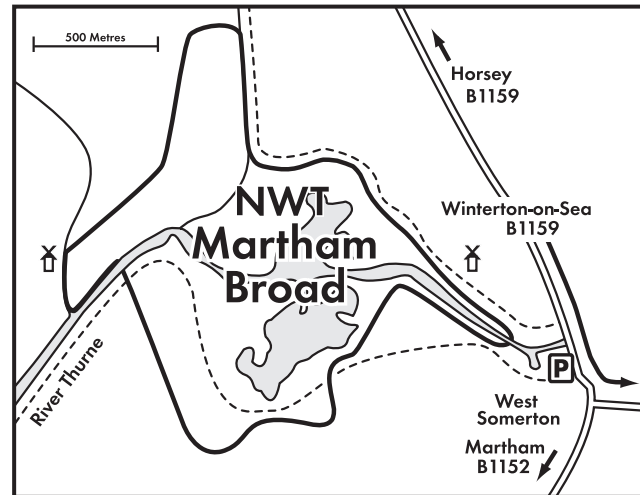 500 Metres
Horsey
B1159
NWT
Martham
Broad
Winterton-on-Sea
B1159
River Thurne
P
West
Somerton
Martham
B1152